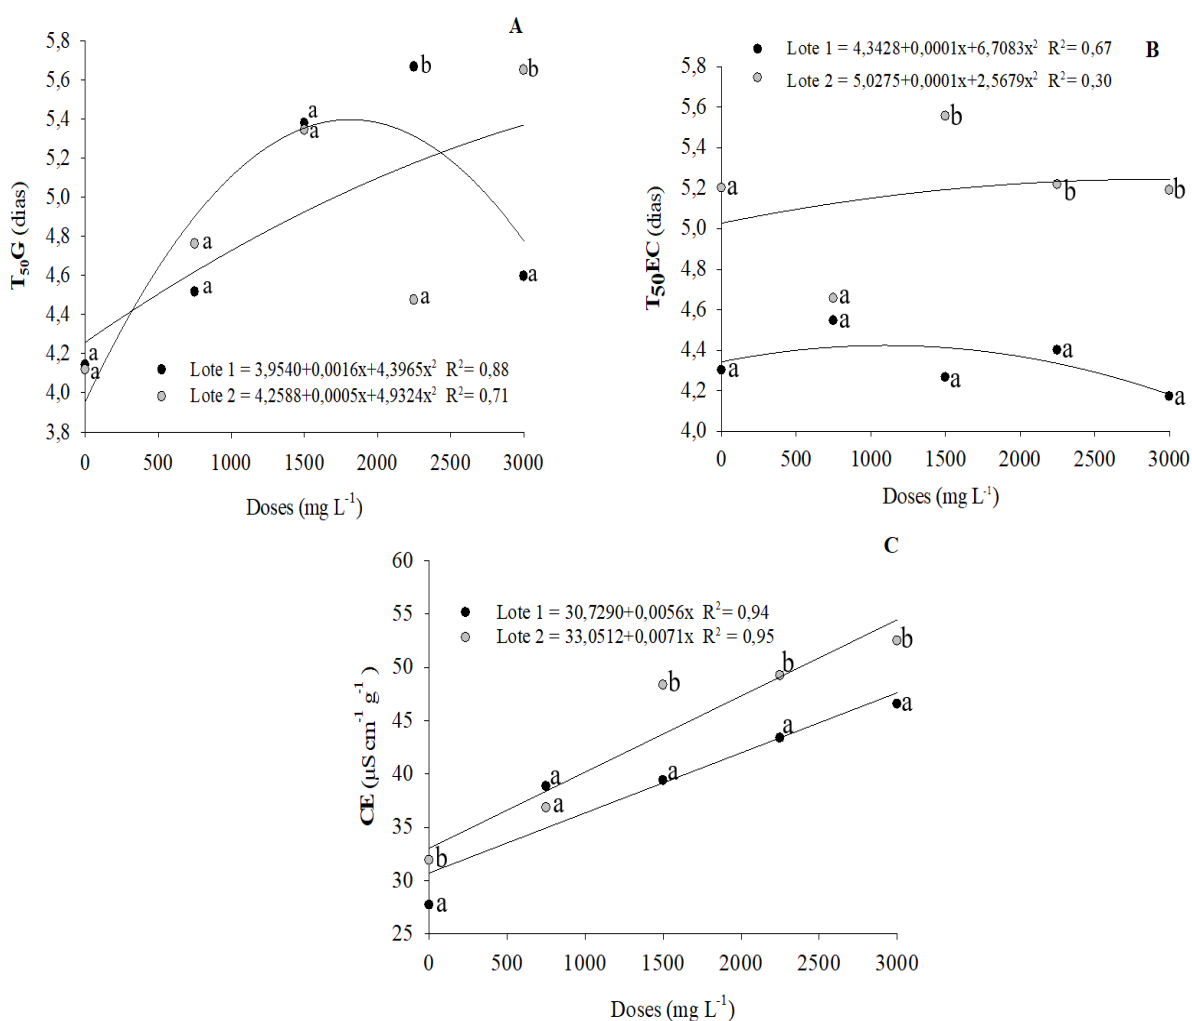 A
5,8
5,6
5,4
5,2
5,0
4,8
4,6
4,4
4,2
4,0
3,8
T50G (dias)
a
a
a
a
a
a
b
a
b
a
Lote 1 = 3,9540+0,0016x+4,3965x² R²= 0,88
Lote 2 = 4,2588+0,0005x+4,9324x² R²= 0,71
0 500 1000 1500 2000 2500 3000
Doses (mg L⁻¹)
B
Lote 1 = 4,3428+0,0001x+6,7083x² R²= 0,67
Lote 2 = 5,0275+0,0001x+2,5679x² R²= 0,30
5,8
5,6
5,4
5,2
5,0
4,8
4,6
4,4
4,2
4,0
T50EC (dias)
a
a
a
a
b
a
b
a
b
a
0 500 1000 1500 2000 2500 3000
Doses (mg L⁻¹)
C
60
55
50
45
40
35
30
25
CE (µS cm⁻¹ g⁻¹)
Lote 1 = 30,7290+0,0056x R²= 0,94
Lote 2 = 33,0512+0,0071x R² = 0,95
b
a
a
a
b
a
b
a
b
a
0 500 1000 1500 2000 2500 3000
Doses (mg L⁻¹)